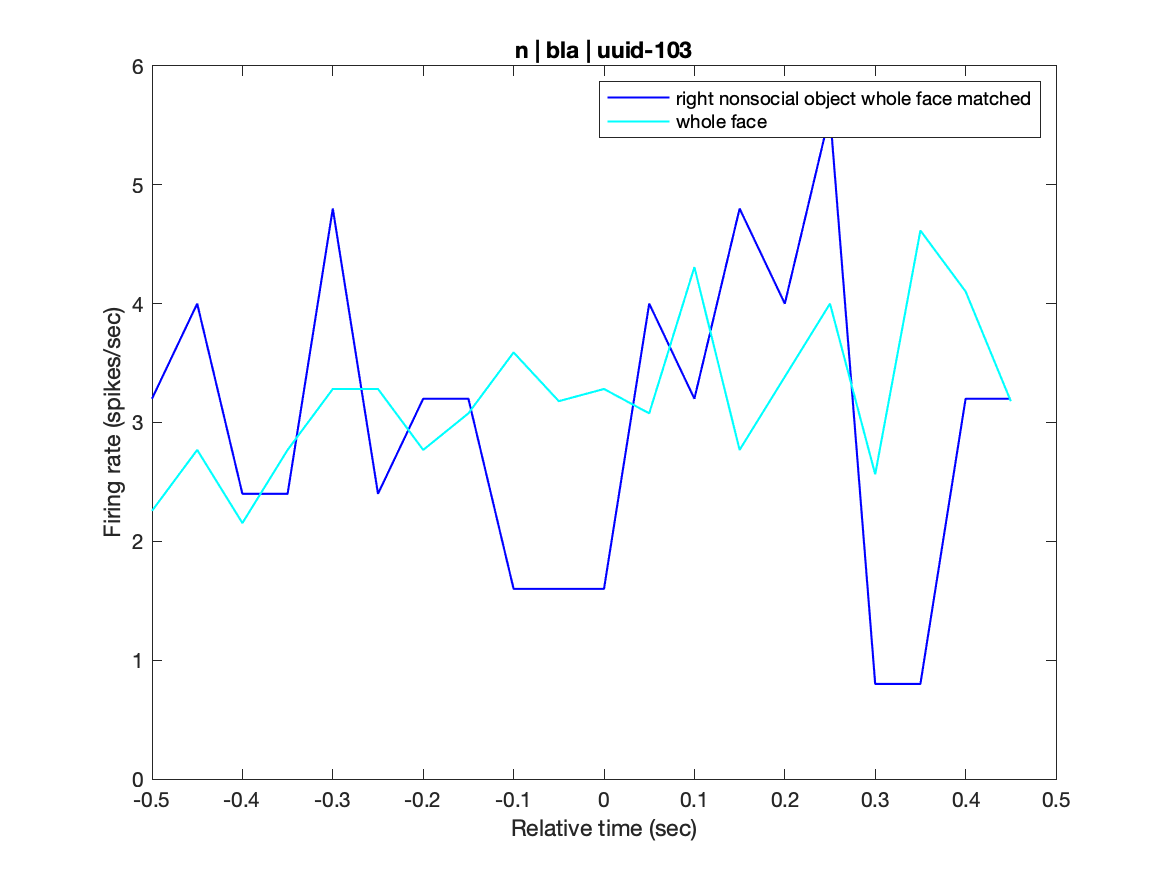 n | bla | uuid-103
right nonsocial object whole face matched
whole face
6
5
4
3
2
1
0
Firing rate (spikes/sec)
-0.5 -0.4 -0.3 -0.2 -0.1 0 0.1 0.2 0.3 0.4 0.5
Relative time (sec)